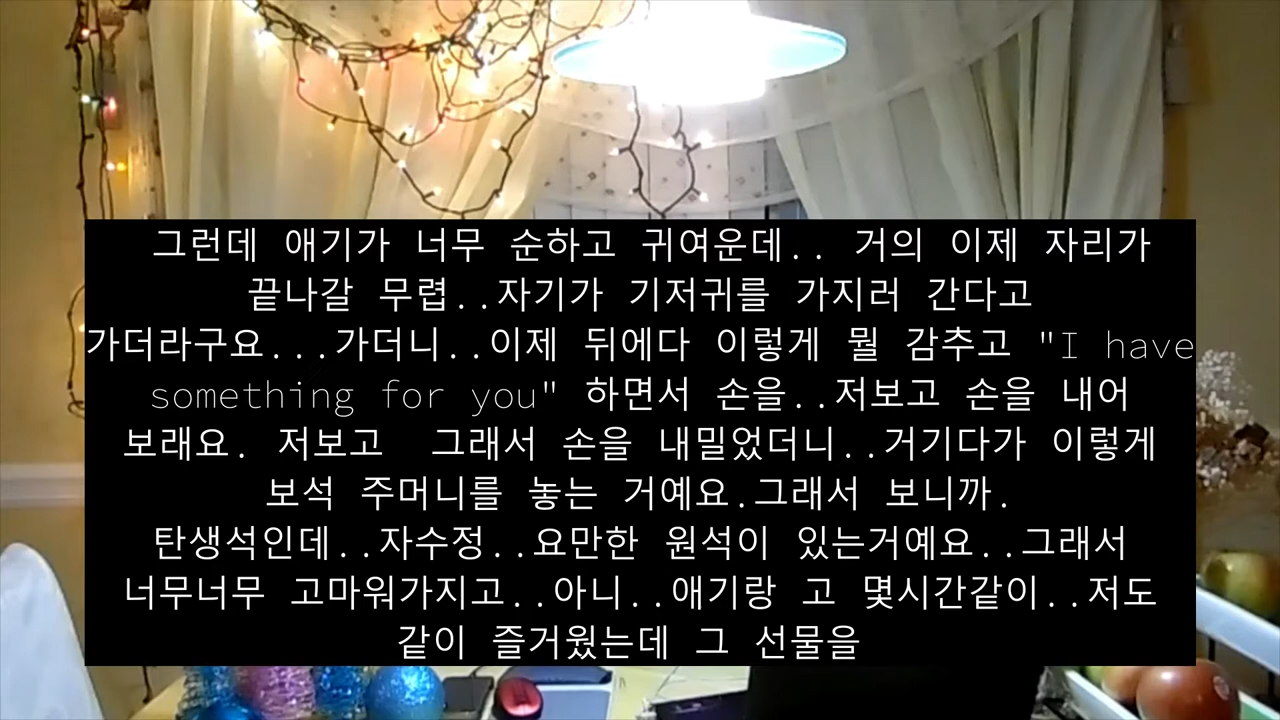 그런데 애기가 너무 순하고 귀여운데.. 거의 이제 자리가
끝나갈 무렵..자기가 기저귀를 가지러 간다고
가더라구요...가더니..이제 뒤에다 이렇게 뭘 감추고 "I have
something for you" 하면서 손을..저보고 손을 내어
보래요. 저보고 그래서 손을 내밀었더니..거기다가 이렇게
보석 주머니를 놓는 거예요.그래서 보니까.
탄생석인데..자수정..요만한 원석이 있는거예요..그래서
너무너무 고마워가지고..아니..애기랑 고 몇시간같이..저도
같이 즐거웠는데 그 선물을